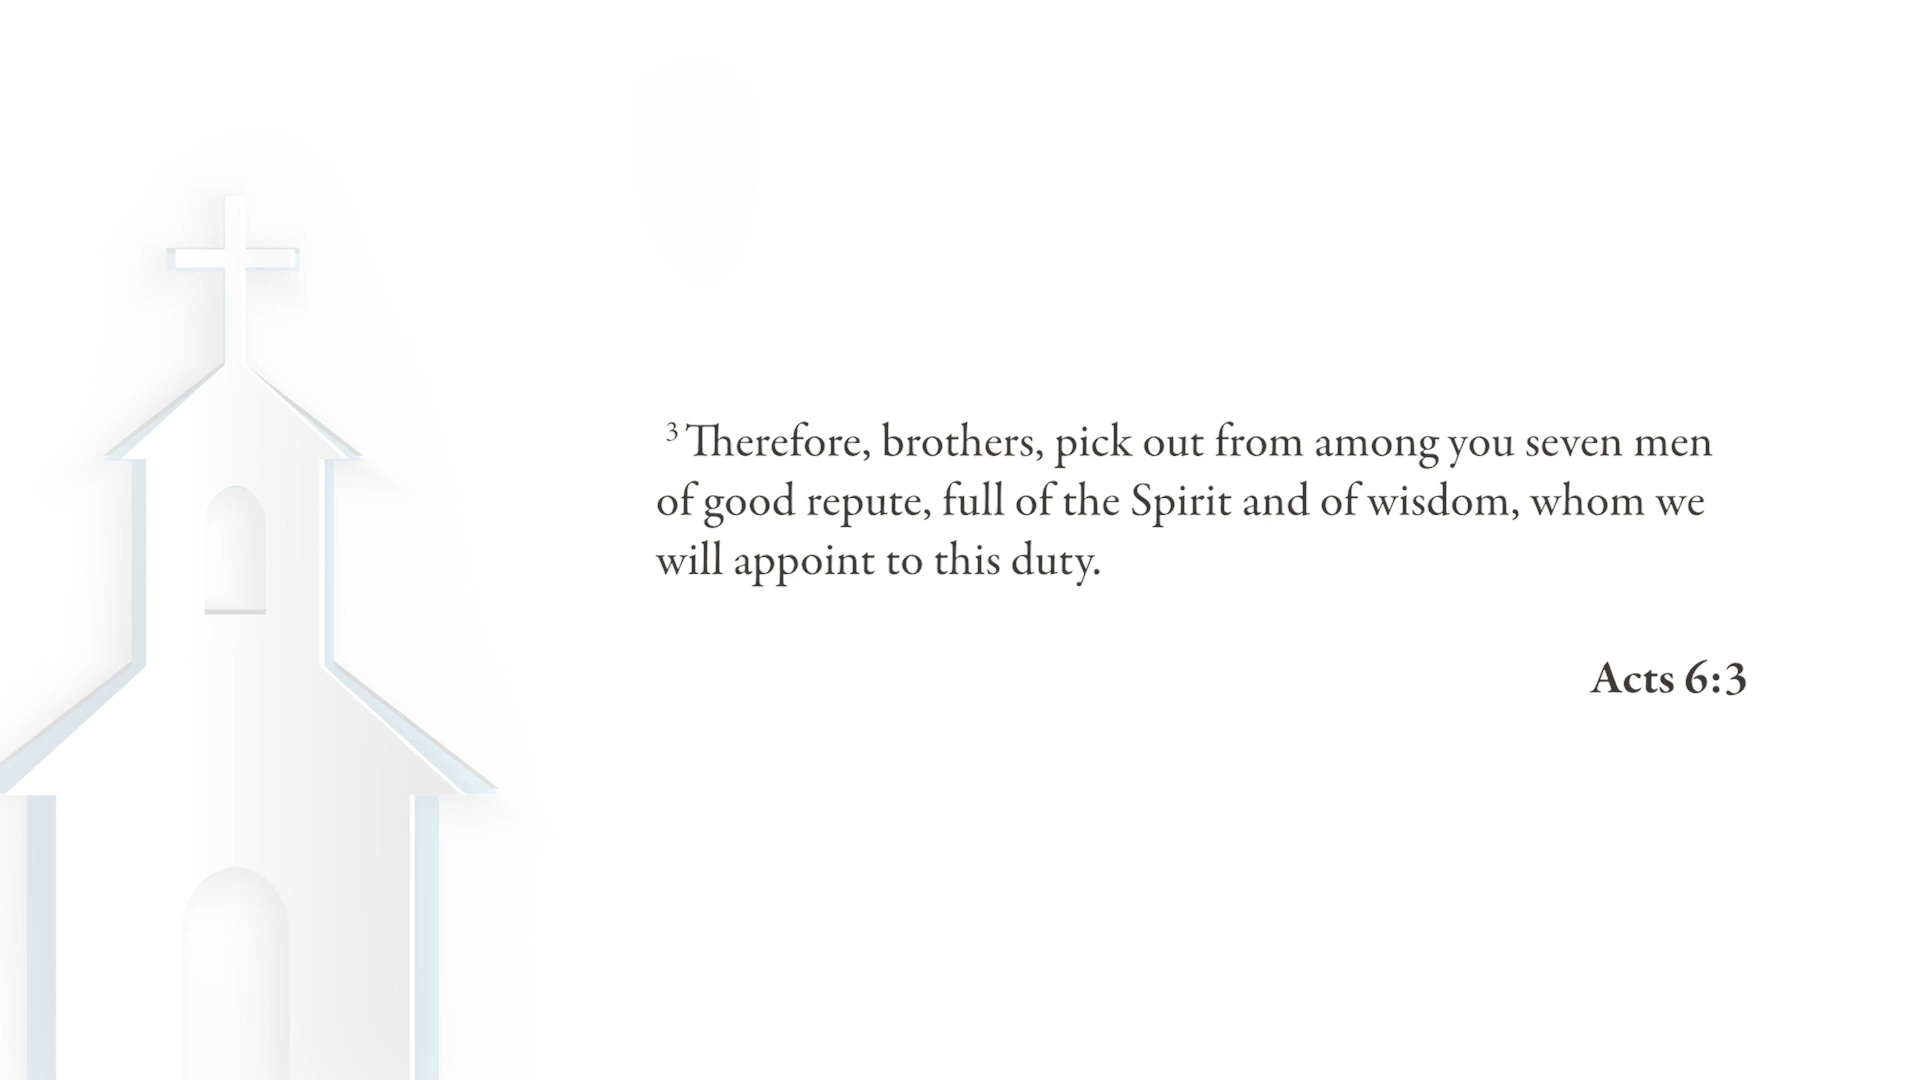 ³ Therefore, brothers, pick out from among you seven men
of good repute, full of the Spirit and of wisdom, whom we
will appoint to this duty.
Acts 6:3